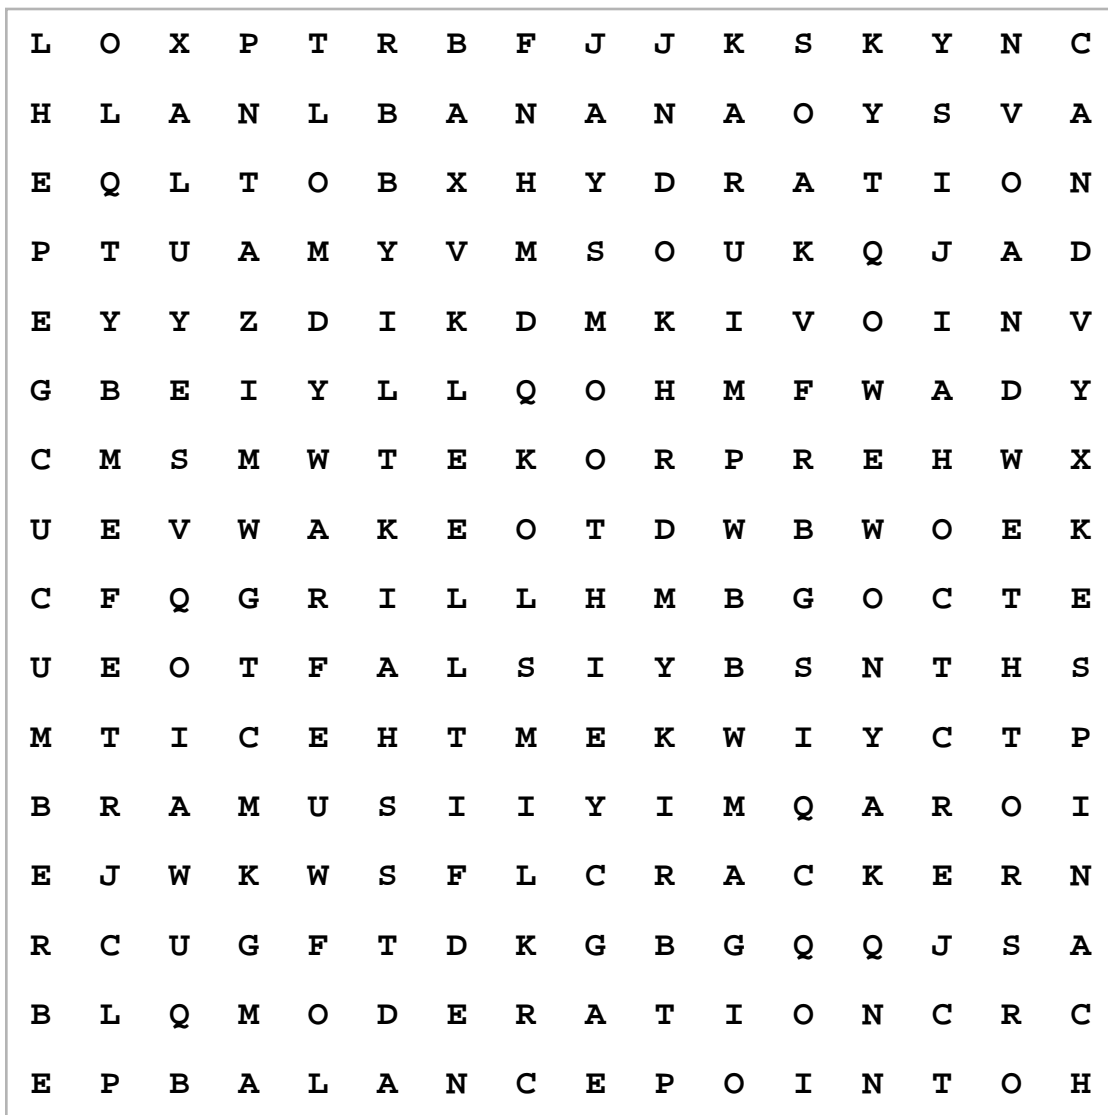 L O X P T R B F J J K S K Y N C
H L A N L B A N A N A O Y S V A
E Q L T O B X H Y D R A T I O N
P T U A M Y V M S O U K Q J A D
E Y Y Z D I K D M K I V O I N V
G B E I Y L L Q O H M F W A D Y
C M S M W T E K O R P R E H W X
U E V W A K E O T D W B W O E K
C F Q G R I L L H M B G O C T E
U E O T F A L S I Y B S N T H S
M T I C E H T M E K W I Y C T P
B R A M U S I I Y I M Q A R O I
E J W K W S F L C R A C K E R N
R C U G F T D K G B G Q Q J S A
B L Q M O D E R A T I O N C R C
E P B A L A N C E P O I N T O H